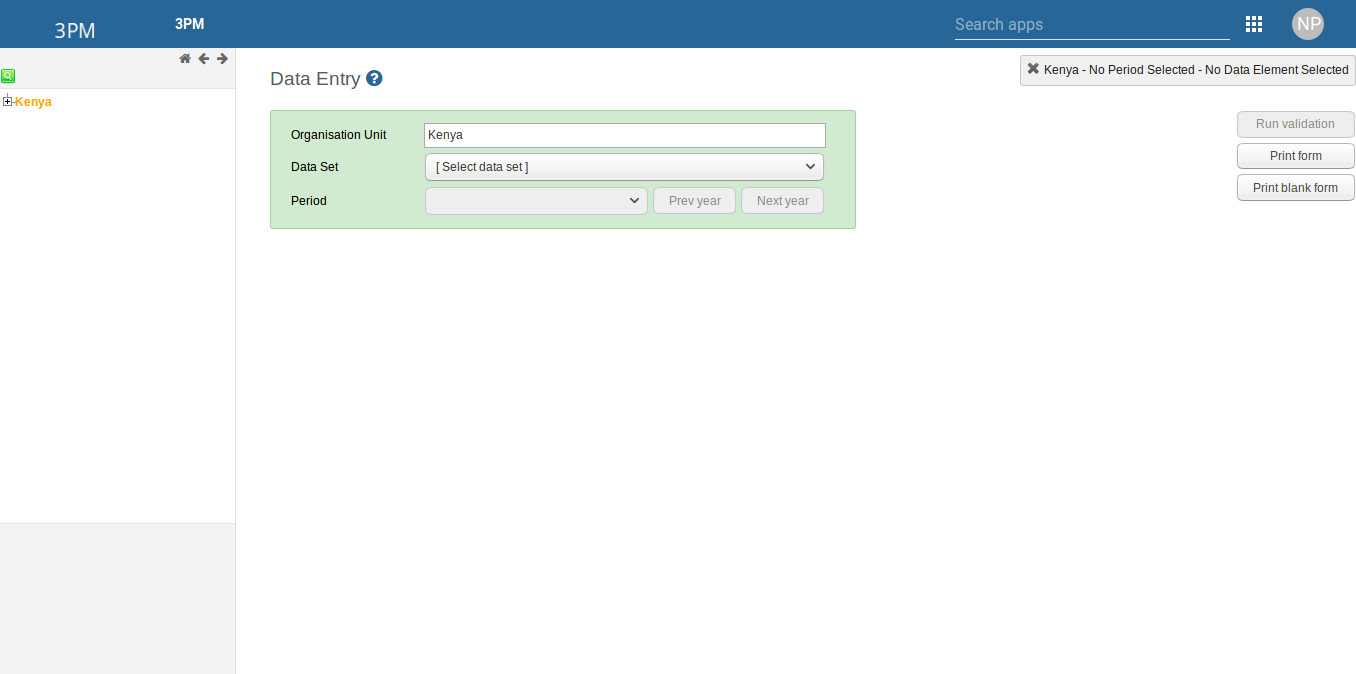 3PM
3PM
Search apps
NP
Kenya
Data Entry ?
Kenya - No Period Selected - No Data Element Selected
Organisation Unit
Kenya
Data Set
[ Select data set ]
Period
Prev year
Next year
Run validation
Print form
Print blank form